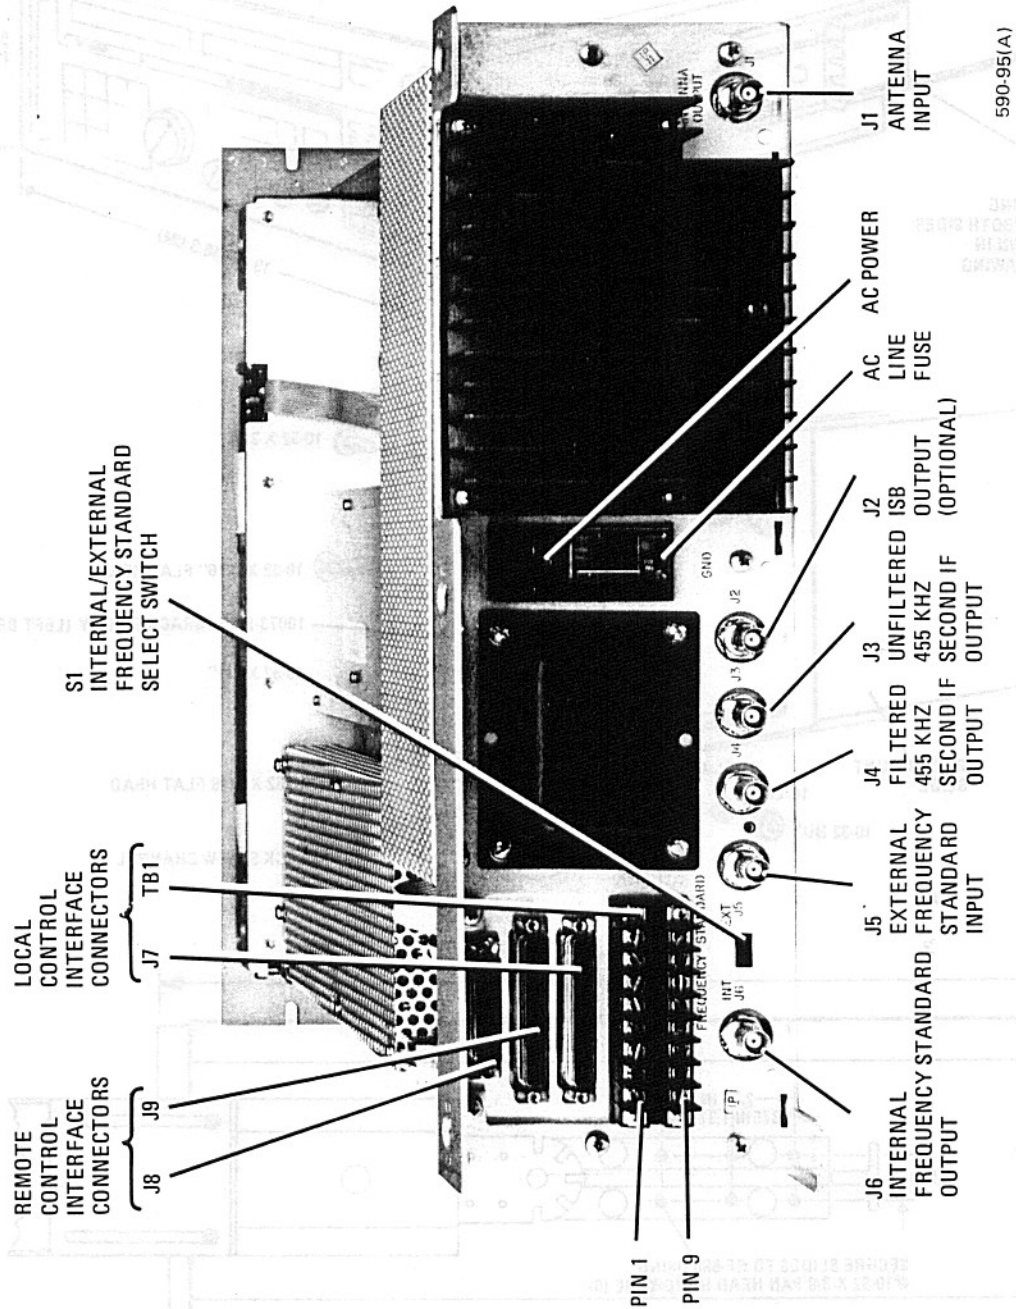 REMOTE
CONTROL
INTERFACE
CONNECTORS
J8
J9
LOCAL
CONTROL
INTERFACE
CONNECTORS
J7
TB1
S1
INTERNAL/EXTERNAL
FREQUENCY STANDARD
SELECT SWITCH
PIN 1
PIN 9
FREQUENCY STANDARD
INT
J6
EXT
J5
J4
J3
J2
GND
OUTPUT
J1
J6
INTERNAL
FREQUENCY STANDARD
OUTPUT
J5
EXTERNAL
FREQUENCY
STANDARD
INPUT
J4
FILTERED
455 KHZ
SECOND IF
OUTPUT
J3
UNFILTERED
455 KHZ
SECOND IF
OUTPUT
J2
ISB
OUTPUT
(OPTIONAL)
AC
LINE
FUSE
AC POWER
J1
ANTENNA
INPUT
590-95(A)